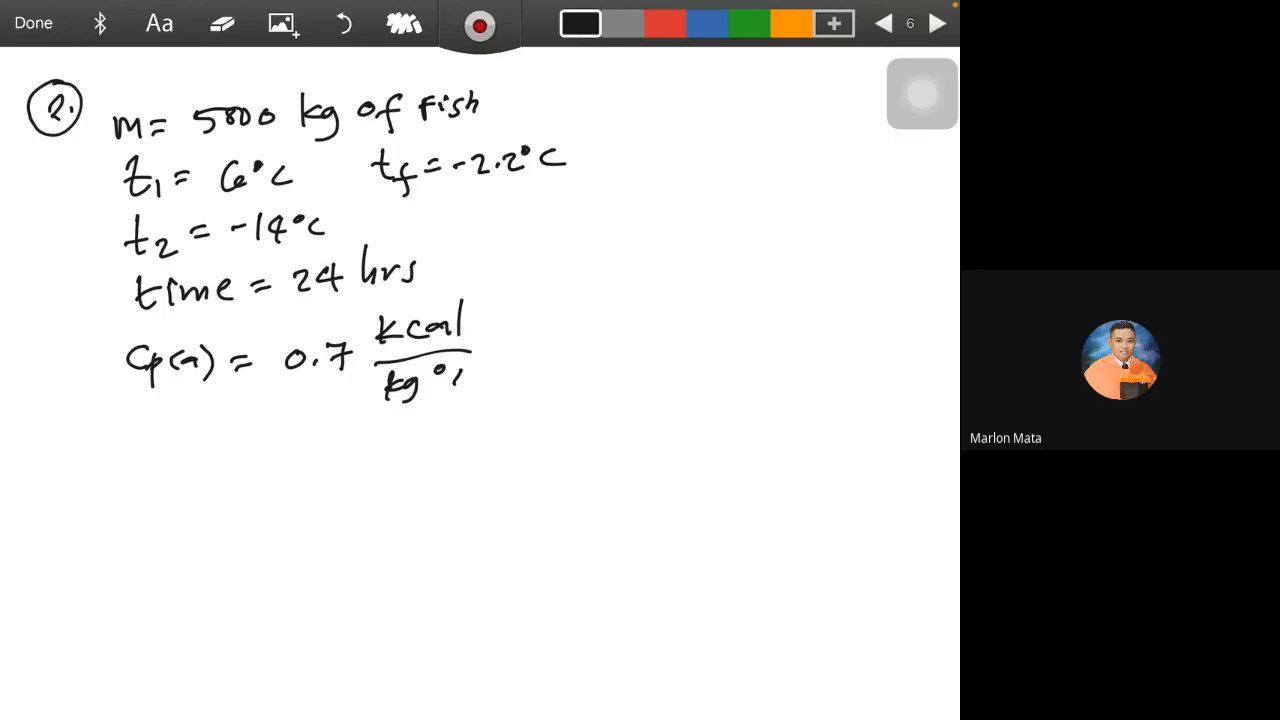 Done Aa 6
2.
m = 5800 kg of Fish
t1 = 6°C tf = -2.2°C
t2 = -14°C
time = 24 hrs
Cp(a) = 0.7 kcal
kg°
Marlon Mata